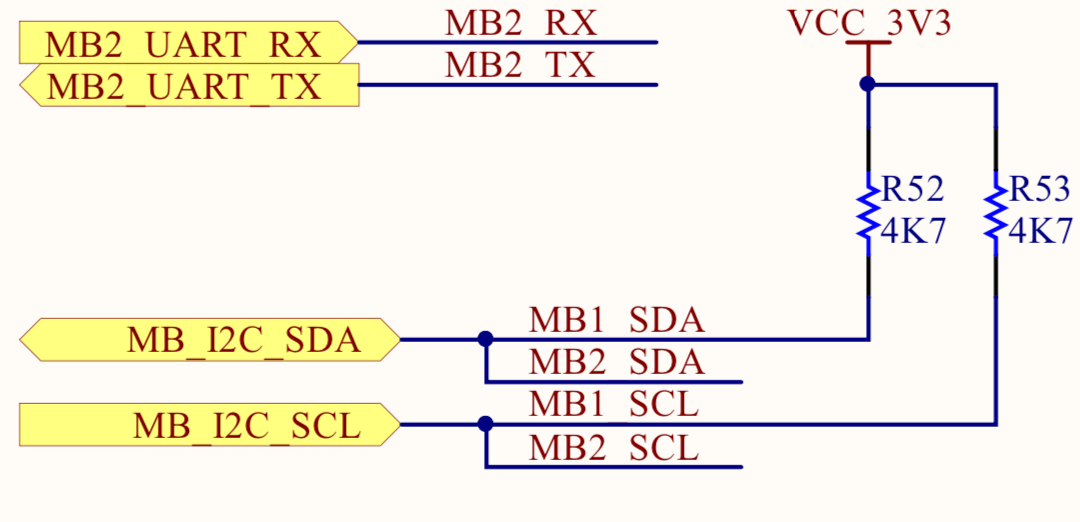 MB2_UART_RX
MB2_RX
MB2_UART_TX
MB2_TX
VCC_3V3
R52
4K7
R53
4K7
MB_I2C_SDA
MB1_SDA
MB2_SDA
MB_I2C_SCL
MB1_SCL
MB2_SCL